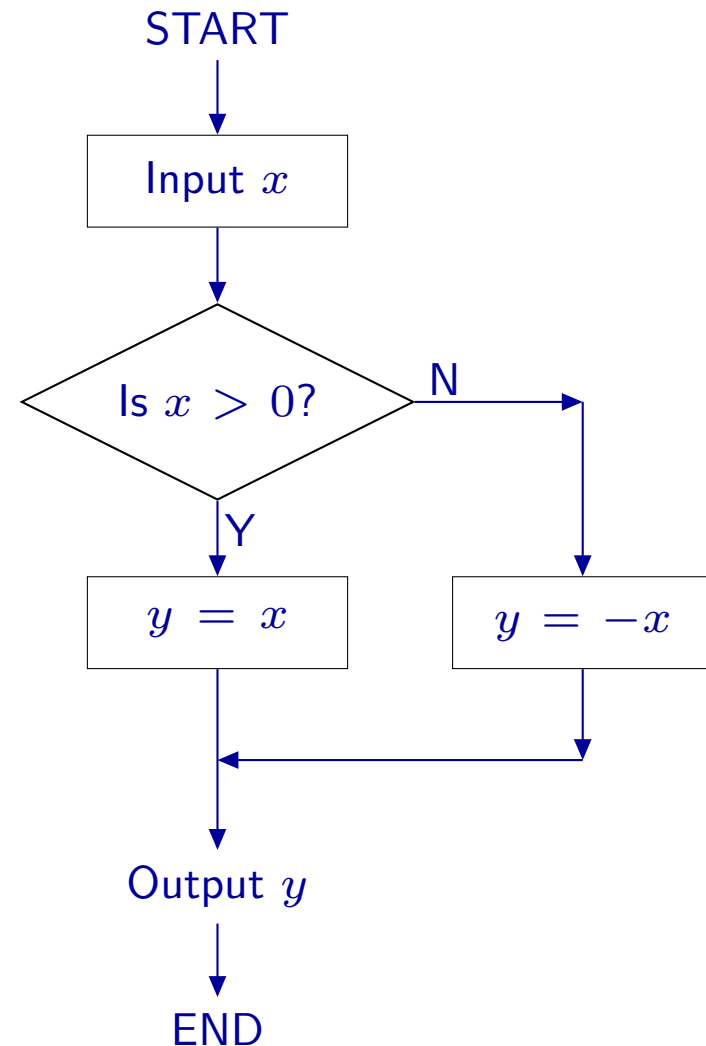 START
Input x
Is x > 0?
N
Y
y = x
y = −x
Output y
END